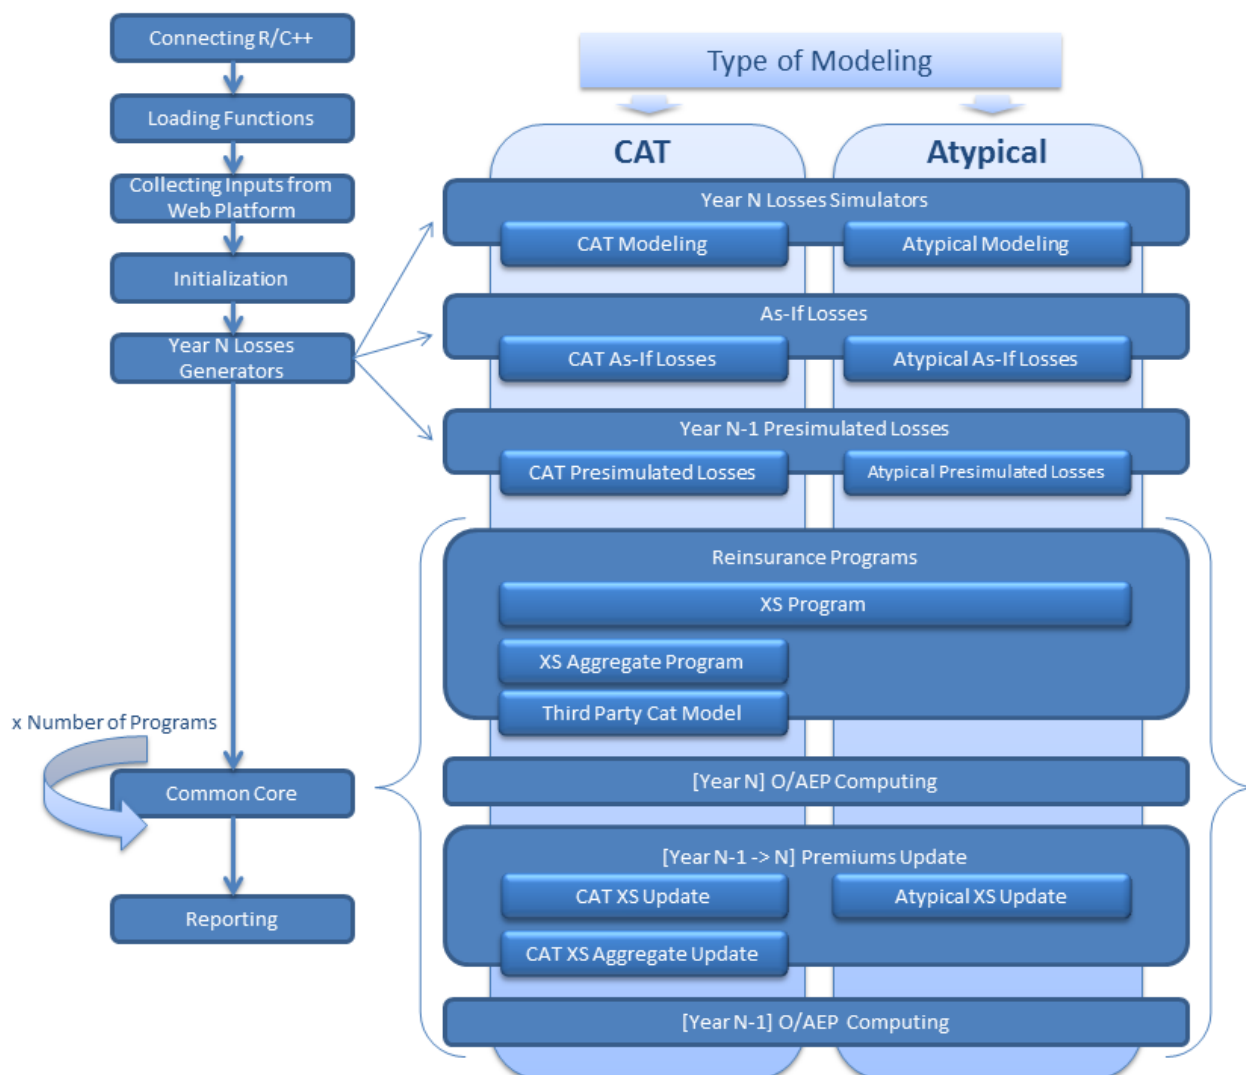 Connecting R/C++
Loading Functions
Collecting Inputs from
Web Platform
Initialization
Year N Losses
Generators
x Number of Programs
Common Core
Reporting
Type of Modeling
CAT
Atypical
Year N Losses Simulators
CAT Modeling
Atypical Modeling
As-If Losses
CAT As-If Losses
Atypical As-If Losses
Year N-1 Presimulated Losses
CAT Presimulated Losses
Atypical Presimulated Losses
Reinsurance Programs
XS Program
XS Aggregate Program
Third Party Cat Model
[Year N] O/AEP Computing
[Year N-1 -> N] Premiums Update
CAT XS Update
Atypical XS Update
CAT XS Aggregate Update
[Year N-1] O/AEP Computing